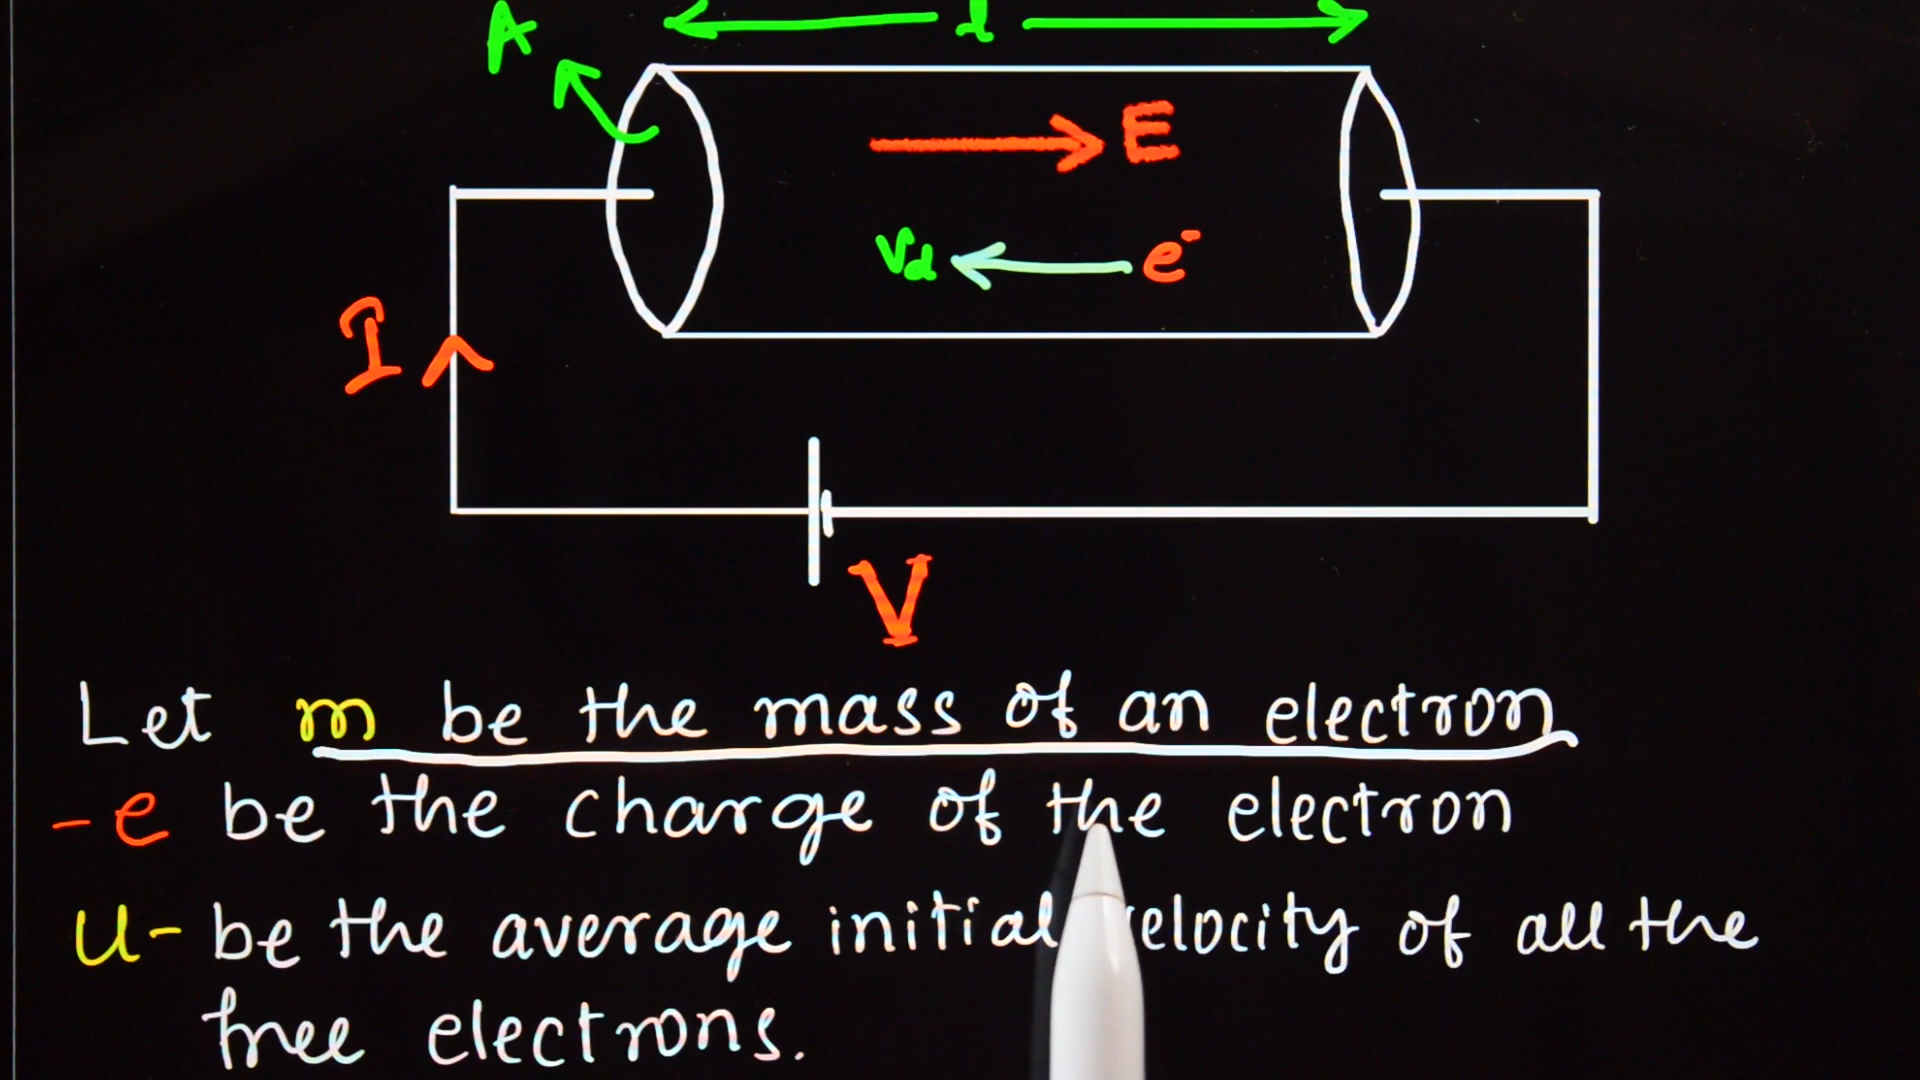 A l
E
Vd e-
I
V
Let m be the mass of an electron
-e be the charge of the electron
u- be the average initial velocity of all the
free electrons.